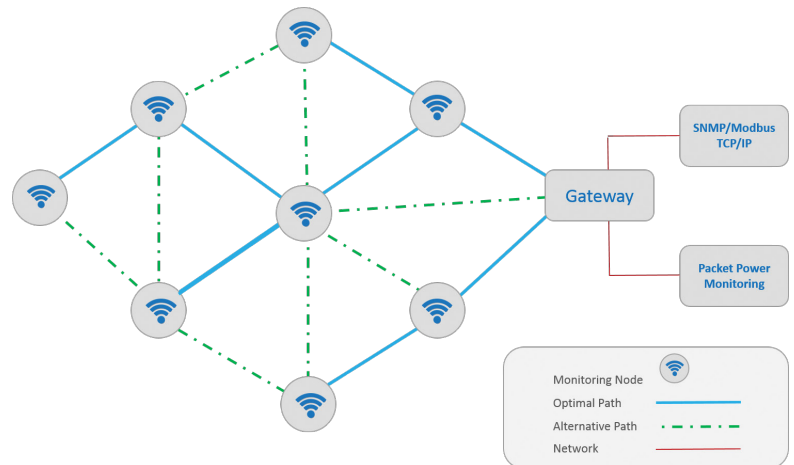 SNMP/Modbus
TCP/IP
Gateway
Packet Power
Monitoring
Monitoring Node
Optimal Path
Alternative Path
Network